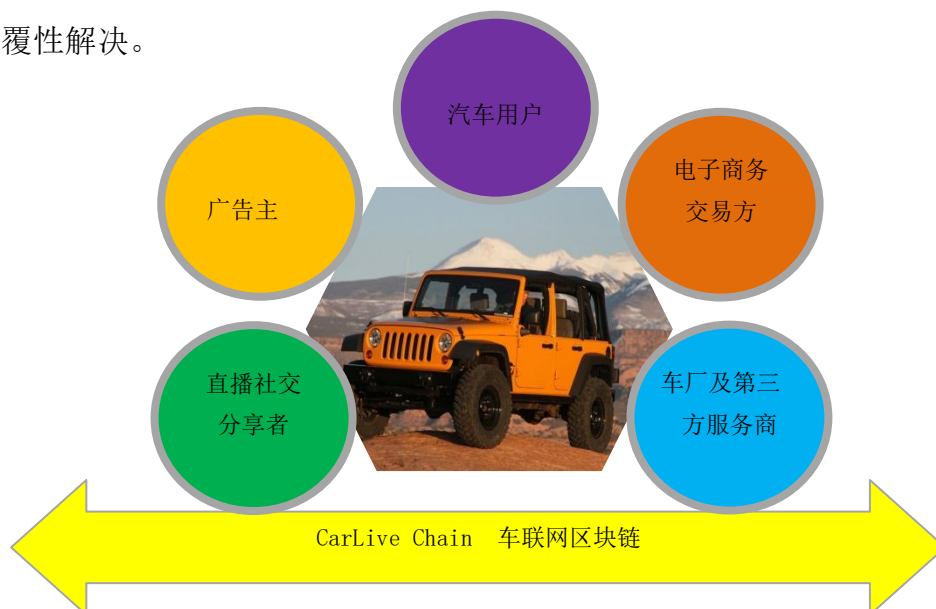 覆性解决。
汽车用户
电子商务
交易方
广告主
直播社交
分享者
车厂及第三
方服务商
CarLive Chain 车联网区块链